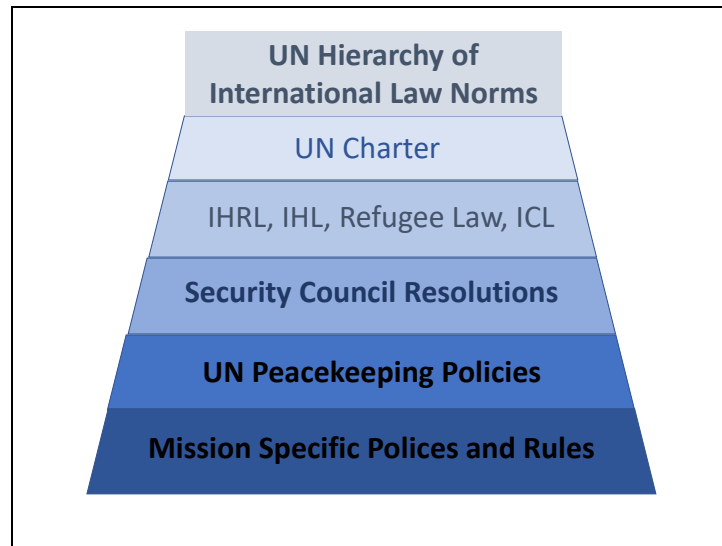 UN Hierarchy of
International Law Norms
UN Charter
IHRL, IHL, Refugee Law, ICL
Security Council Resolutions
UN Peacekeeping Policies
Mission Specific Polices and Rules